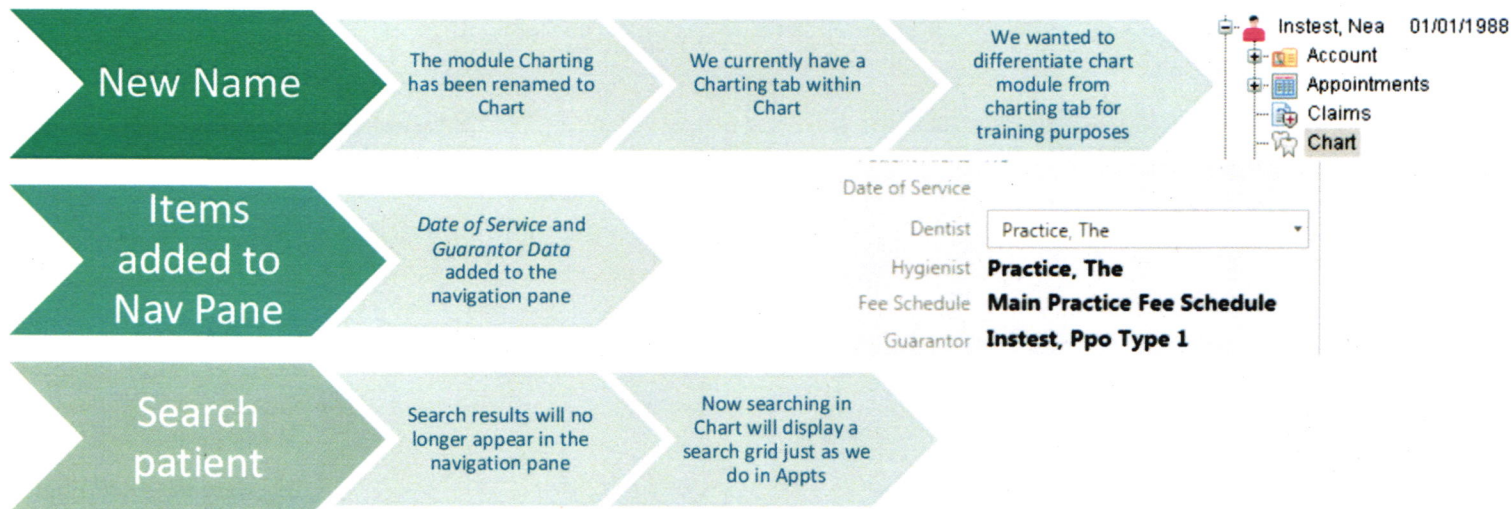 New Name
The module Charting
has been renamed to
Chart
We currently have a
Charting tab within
Chart
We wanted to
differentiate chart
module from
charting tab for
training purposes
Instest, Nea 01/01/1988
Account
Appointments
Claims
Chart
Items
added to
Nav Pane
Date of Service and
Guarantor Data
added to the
navigation pane
Date of Service
Dentist Practice, The
Hygienist Practice, The
Fee Schedule Main Practice Fee Schedule
Guarantor Instest, Ppo Type 1
Search
patient
Search results will no
longer appear in the
navigation pane
Now searching in
Chart will display a
search grid just as we
do in Appts